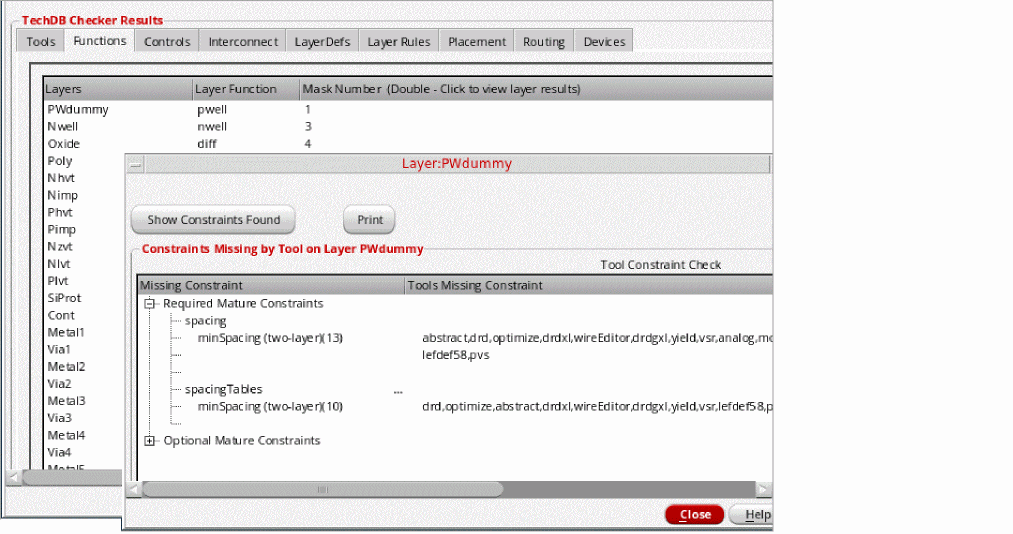 TechDB Checker Results
Tools Functions Controls Interconnect LayerDefs Layer Rules Placement Routing Devices
Layers Layer Function Mask Number (Double - Click to view layer results)
PWdummy pwell 1
Nwell nwell 3
Oxide diff 4
Poly
Nhvt
Nimp
Phvt
Pimp
Nzvt
Nlvt
Plvt
SiProt
Cont
Metal1
Via1
Metal2
Via2
Metal3
Via3
Metal4
Via4
Metal5
Layer:PWdummy
Show Constraints Found Print
Constraints Missing by Tool on Layer PWdummy
Tool Constraint Check
Missing Constraint Tools Missing Constraint
Required Mature Constraints
spacing
minSpacing (two-layer)(13) abstract,drd,optimize,drdxl,wireEditor,drdgxl,yield,vsr,analog,mo
lefdef58,pvs
spacingTables ...
minSpacing (two-layer)(10) drd,optimize,abstract,drdxl,wireEditor,drdgxl,yield,vsr,lefdef58,p
Optional Mature Constraints
Close Help